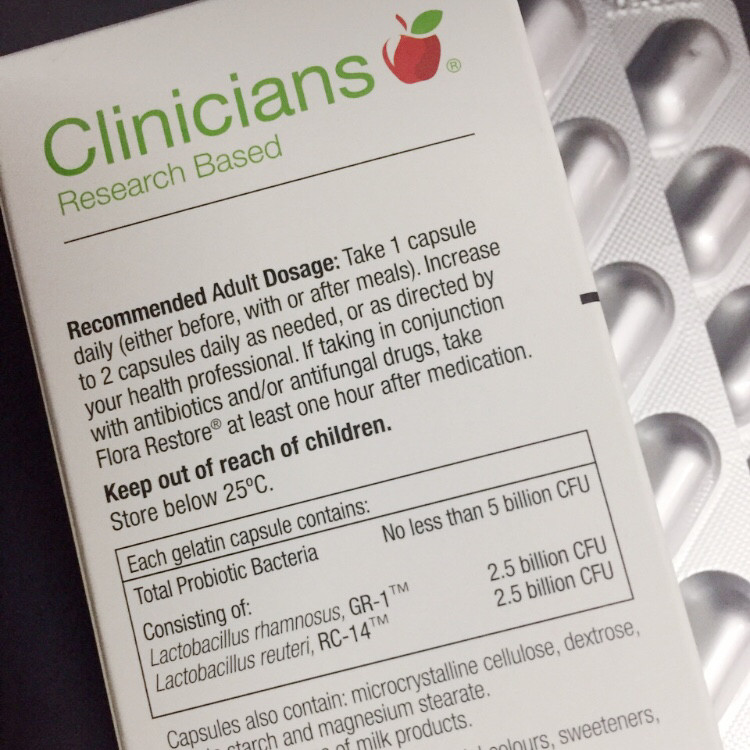 Clinicians ®
Research Based
Recommended Adult Dosage: Take 1 capsule
daily (either before, with or after meals). Increase
to 2 capsules daily as needed, or as directed by
your health professional. If taking in conjunction
with antibiotics and/or antifungal drugs, take
Flora Restore® at least one hour after medication.
Keep out of reach of children.
Store below 25ºC.
Each gelatin capsule contains:
Total Probiotic Bacteria No less than 5 billion CFU
Consisting of:
Lactobacillus rhamnosus, GR-1™ 2.5 billion CFU
Lactobacillus reuteri, RC-14™ 2.5 billion CFU
Capsules also contain: microcrystalline cellulose, dextrose,
starch and magnesium stearate.
of milk products.
colours, sweeteners,